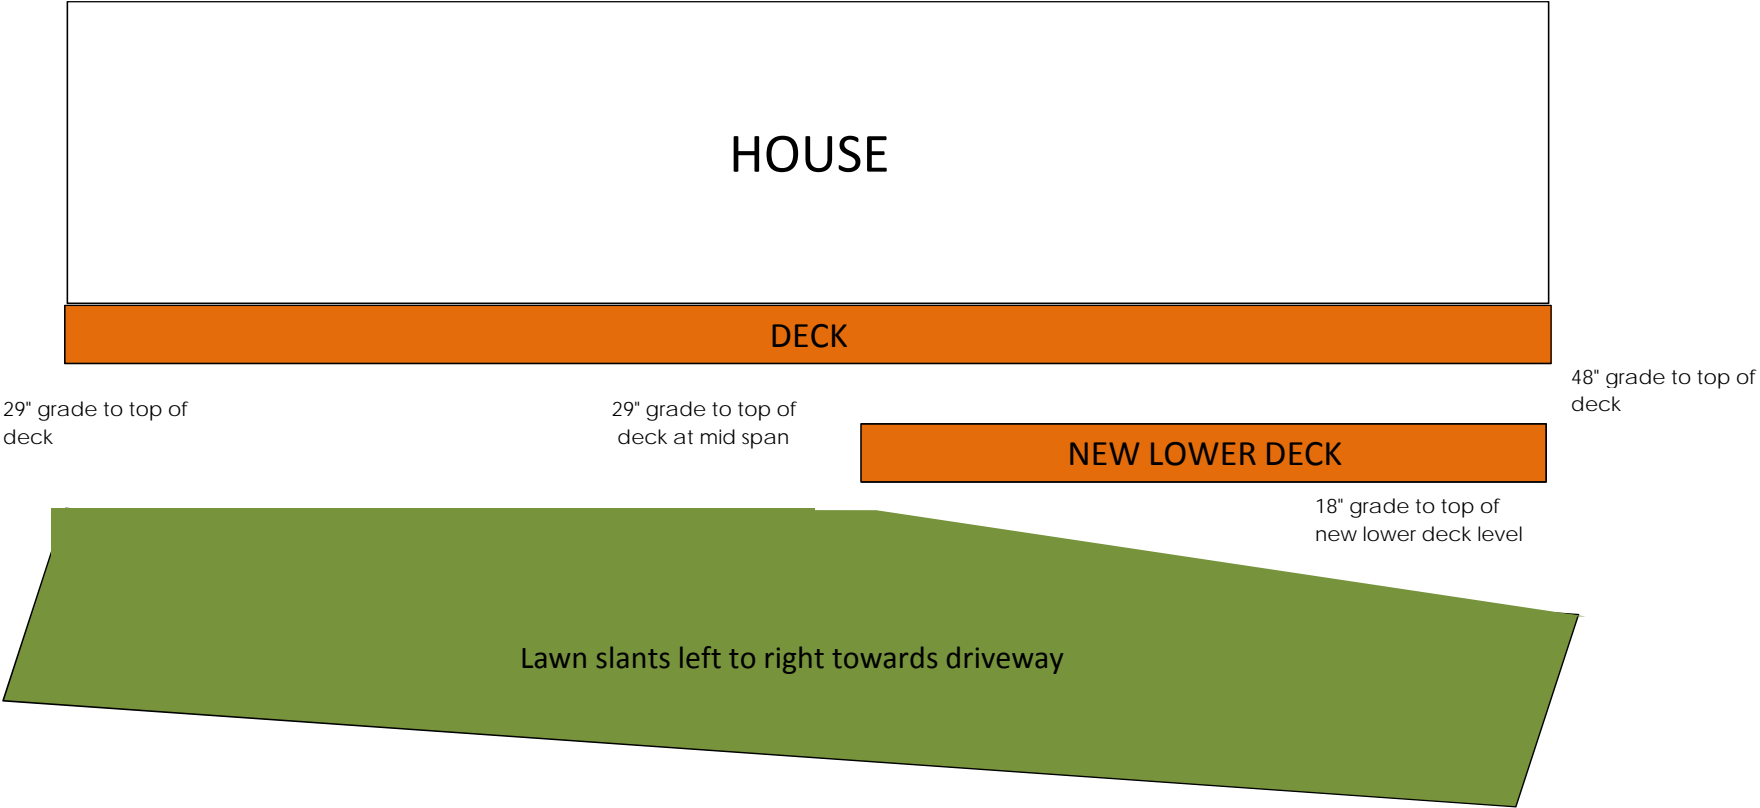 HOUSE
DECK
48" grade to top of
deck
29" grade to top of
deck
29" grade to top of
deck at mid span
NEW LOWER DECK
18" grade to top of
new lower deck level
Lawn slants left to right towards driveway